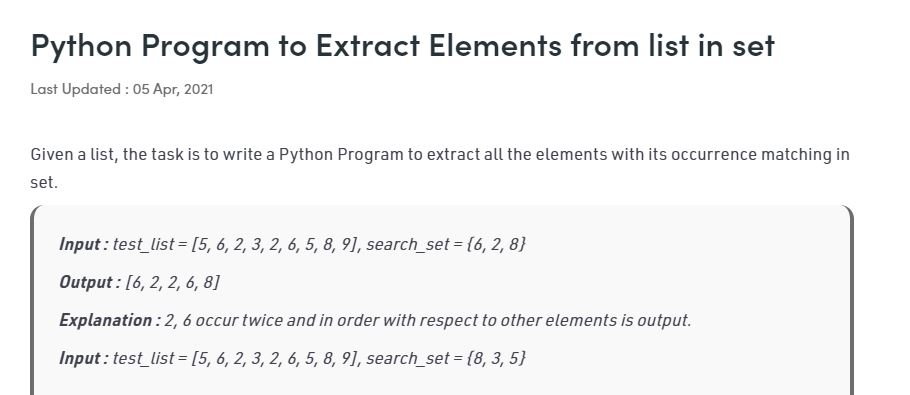 Python Program to Extract Elements from list in set
Last Updated : 05 Apr, 2021
Given a list, the task is to write a Python Program to extract all the elements with its occurrence matching in
set.
Input : test_list = [5, 6, 2, 3, 2, 6, 5, 8, 9], search_set = {6, 2, 8}
Output : [6, 2, 2, 6, 8]
Explanation : 2, 6 occur twice and in order with respect to other elements is output.
Input : test_list = [5, 6, 2, 3, 2, 6, 5, 8, 9], search_set = {8, 3, 5}